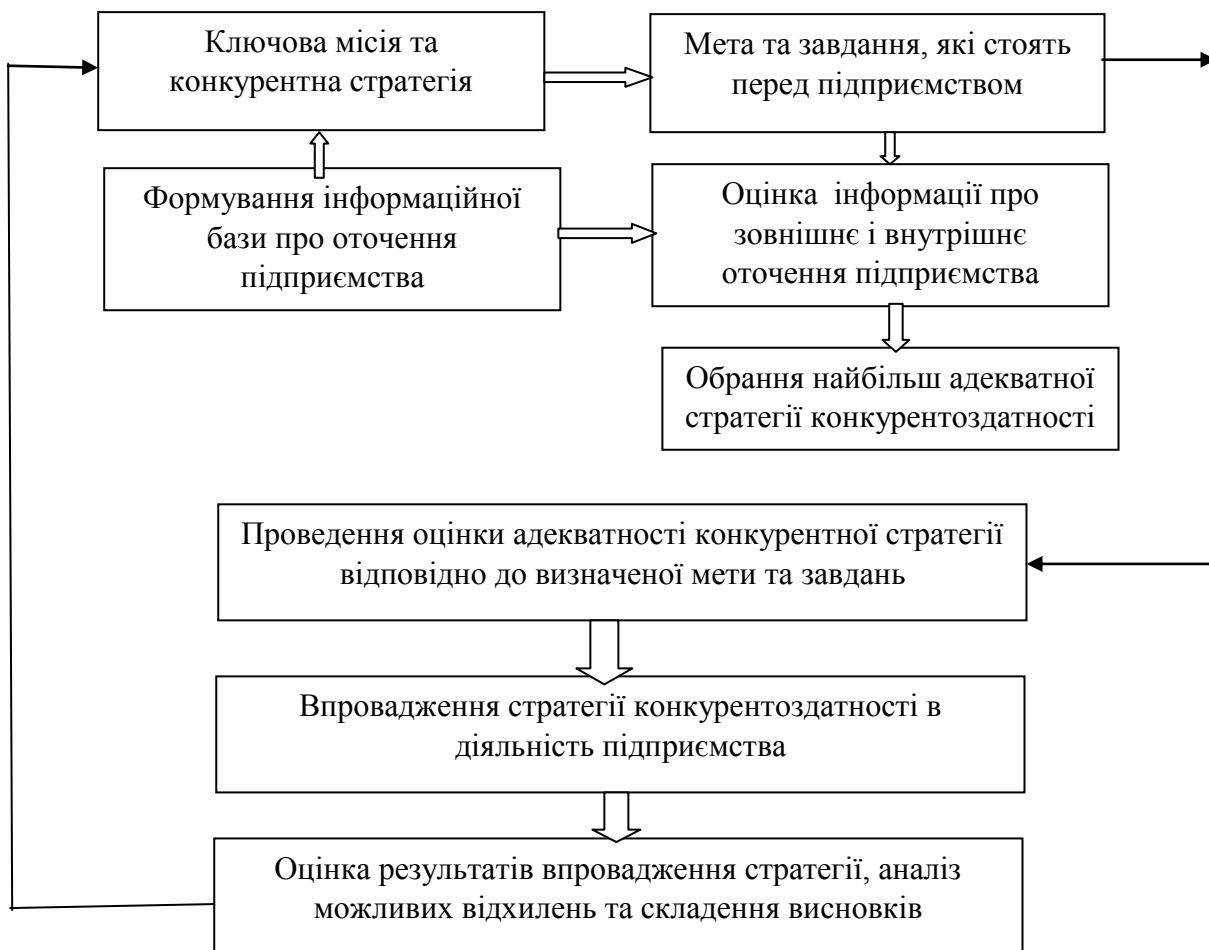 Ключова місія та
конкурентна стратегія
Мета та завдання, які стоять
перед підприємством
Формування інформаційної
бази про оточення
підприємства
Оцінка  інформації про
зовнішнє і внутрішнє
оточення підприємства
Обрання найбільш адекватної
стратегії конкурентоздатності
Проведення оцінки адекватності конкурентної стратегії
відповідно до визначеної мети та завдань
Впровадження стратегії конкурентоздатності в
діяльність підприємства
Оцінка результатів впровадження стратегії, аналіз
можливих відхилень та складення висновків